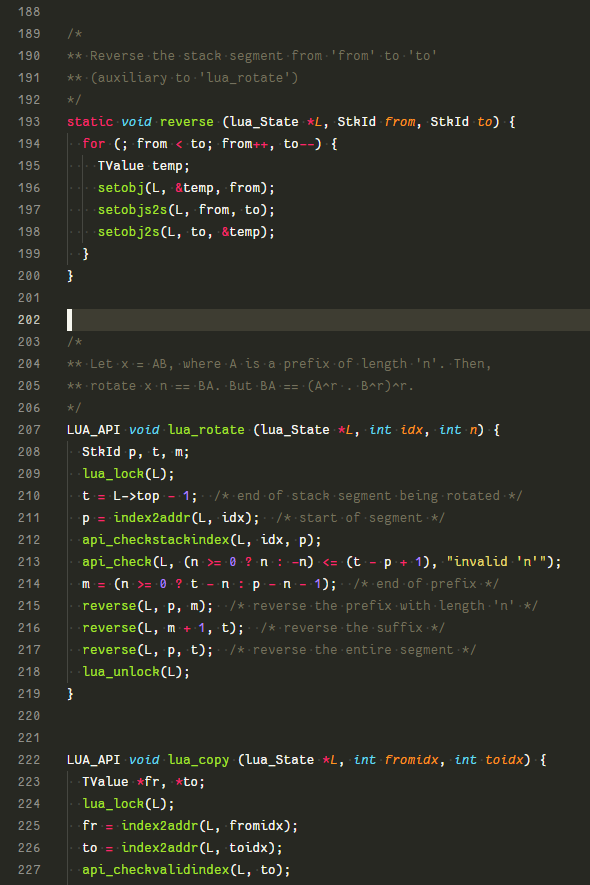 188
189 /*
190 ** Reverse the stack segment from 'from' to 'to'
191 ** (auxiliary to 'lua_rotate')
192 */
193 static void reverse (lua_State *L, StkId from, StkId to) {
194   for (; from < to; from++, to--) {
195     TValue temp;
196     setobj(L, &temp, from);
197     setobjs2s(L, from, to);
198     setobj2s(L, to, &temp);
199   }
200 }
201
202
203 /*
204 ** Let x = AB, where A is a prefix of length 'n'. Then,
205 ** rotate x n == BA. But BA == (A^r . B^r)^r.
206 */
207 LUA_API void lua_rotate (lua_State *L, int idx, int n) {
208   StkId p, t, m;
209   lua_lock(L);
210   t = L->top - 1;  /* end of stack segment being rotated */
211   p = index2addr(L, idx);  /* start of segment */
212   api_checkstackindex(L, idx, p);
213   api_check(L, (n >= 0 ? n : -n) <= (t - p + 1), "invalid 'n'");
214   m = (n >= 0 ? t - n : p - n - 1);  /* end of prefix */
215   reverse(L, p, m);  /* reverse the prefix with length 'n' */
216   reverse(L, m + 1, t);  /* reverse the suffix */
217   reverse(L, p, t);  /* reverse the entire segment */
218   lua_unlock(L);
219 }
220
221
222 LUA_API void lua_copy (lua_State *L, int fromidx, int toidx) {
223   TValue *fr, *to;
224   lua_lock(L);
225   fr = index2addr(L, fromidx);
226   to = index2addr(L, toidx);
227   api_checkvalidindex(L, to);